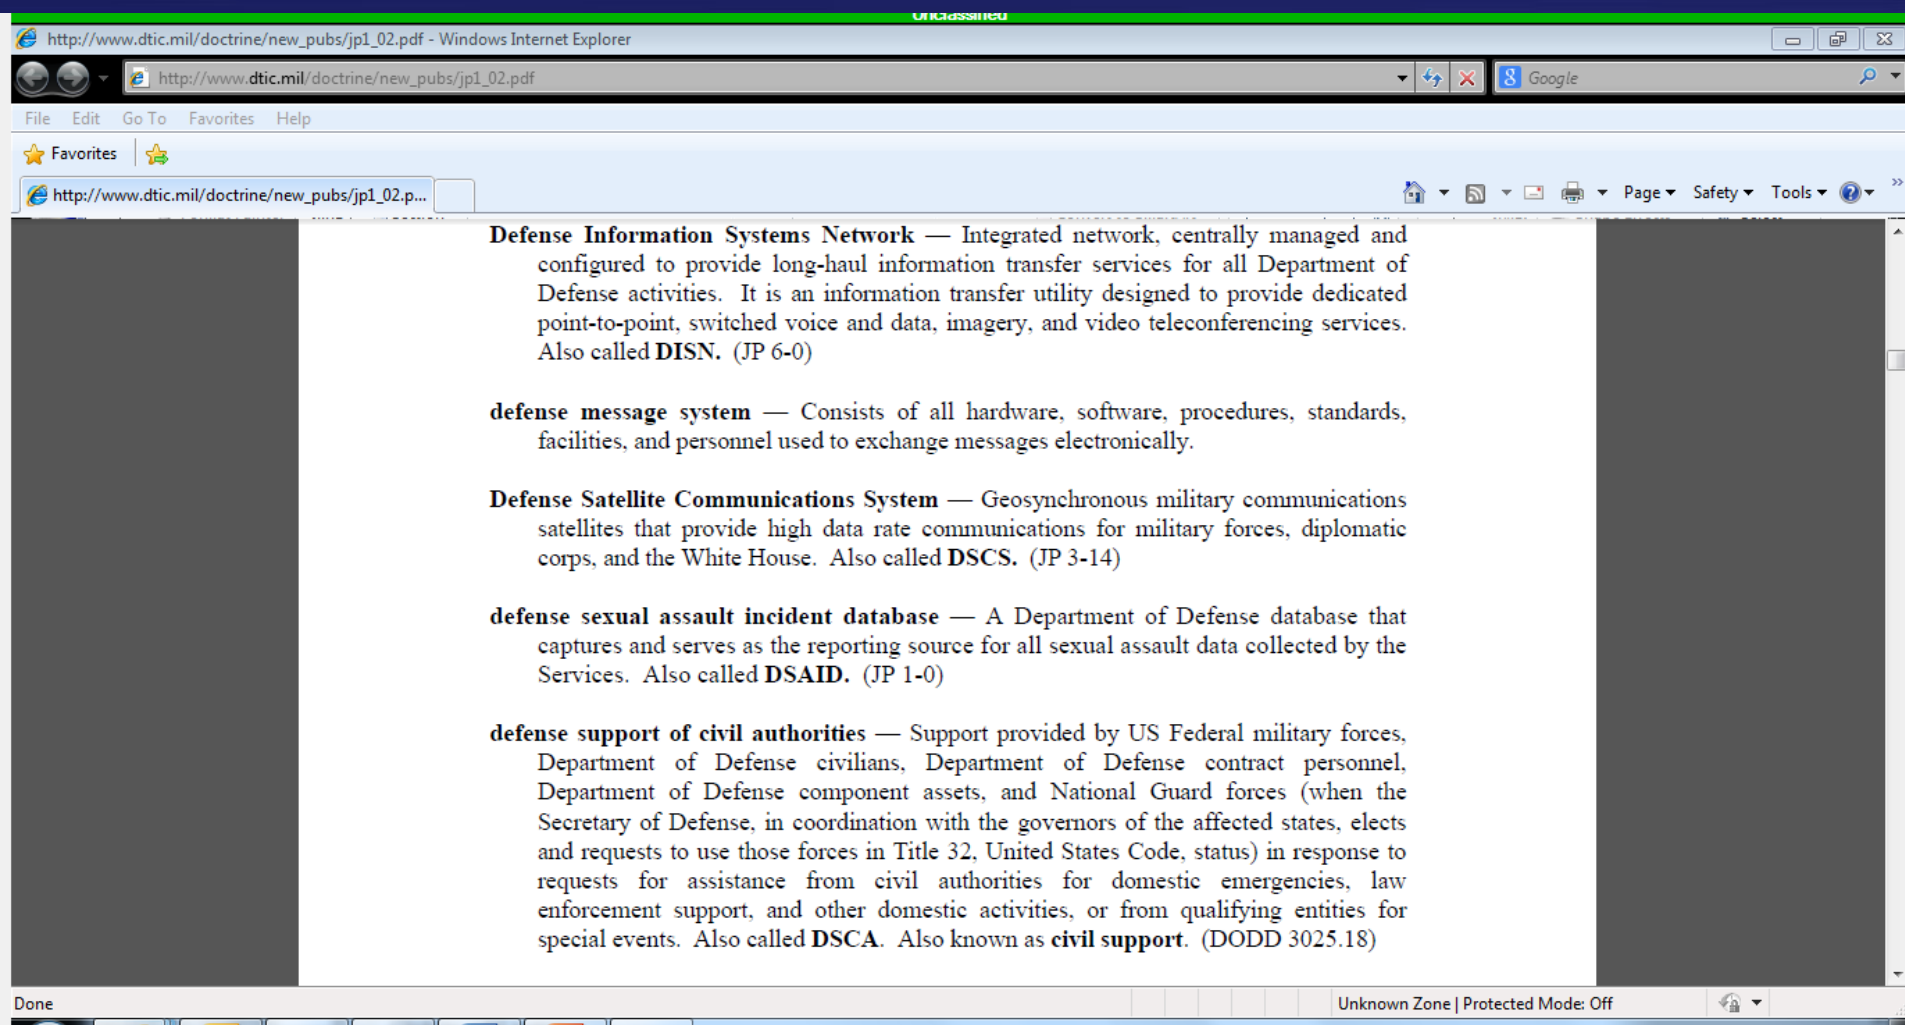 Unclassified
http://www.dtic.mil/doctrine/new_pubs/jp1_02.pdf - Windows Internet Explorer
http://www.dtic.mil/doctrine/new_pubs/jp1_02.pdf
Google
File Edit Go To Favorites Help
Favorites
http://www.dtic.mil/doctrine/new_pubs/jp1_02.p...
Page Safety Tools
Defense Information Systems Network — Integrated network, centrally managed and
configured to provide long-haul information transfer services for all Department of
Defense activities. It is an information transfer utility designed to provide dedicated
point-to-point, switched voice and data, imagery, and video teleconferencing services.
Also called DISN. (JP 6-0)
defense message system — Consists of all hardware, software, procedures, standards,
facilities, and personnel used to exchange messages electronically.
Defense Satellite Communications System — Geosynchronous military communications
satellites that provide high data rate communications for military forces, diplomatic
corps, and the White House. Also called DSCS. (JP 3-14)
defense sexual assault incident database — A Department of Defense database that
captures and serves as the reporting source for all sexual assault data collected by the
Services. Also called DSAID. (JP 1-0)
defense support of civil authorities — Support provided by US Federal military forces,
Department of Defense civilians, Department of Defense contract personnel,
Department of Defense component assets, and National Guard forces (when the
Secretary of Defense, in coordination with the governors of the affected states, elects
and requests to use those forces in Title 32, United States Code, status) in response to
requests for assistance from civil authorities for domestic emergencies, law
enforcement support, and other domestic activities, or from qualifying entities for
special events. Also called DSCA. Also known as civil support. (DODD 3025.18)
Done
Unknown Zone | Protected Mode: Off